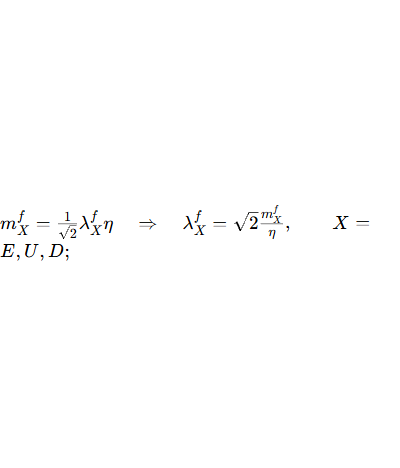 $m_X^f = \frac{1}{\sqrt{2}} \lambda_X^f \eta \quad \Rightarrow \quad \lambda_X^f = \sqrt{2} \frac{m_X^f}{\eta}, \qquad X =$
$E, U, D;$